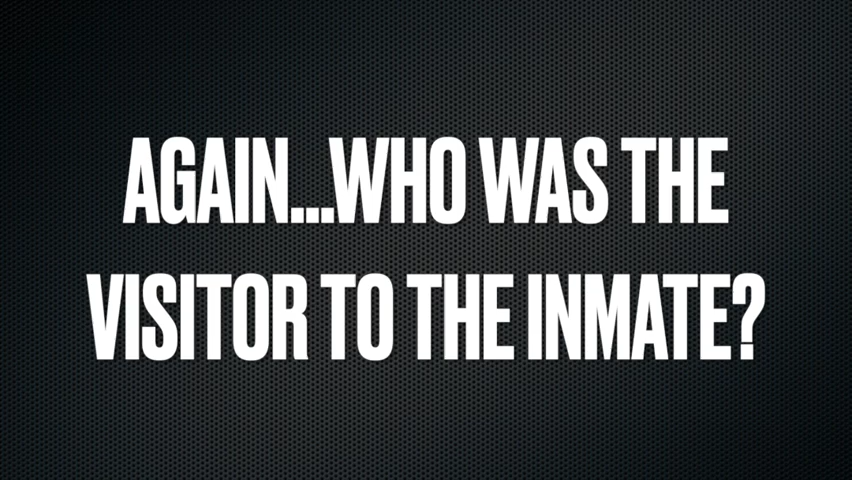 AGAIN...WHO WAS THE
VISITOR TO THE INMATE?